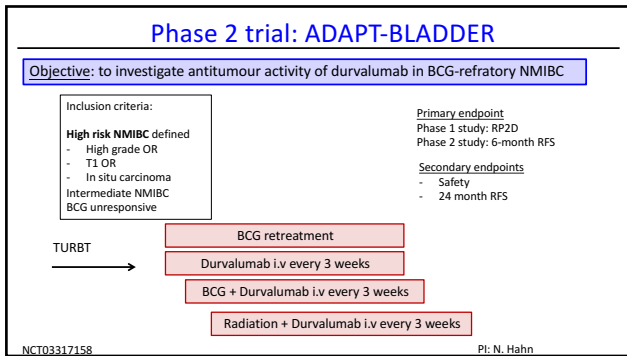 Phase 2 trial: ADAPT-BLADDER
Objective: to investigate antitumour activity of durvalumab in BCG-refratory NMIBC
Inclusion criteria:
High risk NMIBC defined
- High grade OR
- T1 OR
- In situ carcinoma
Intermediate NMIBC
BCG unresponsive
Primary endpoint
Phase 1 study: RP2D
Phase 2 study: 6-month RFS
Secondary endpoints
- Safety
- 24 month RFS
TURBT
BCG retreatment
Durvalumab i.v every 3 weeks
BCG + Durvalumab i.v every 3 weeks
Radiation + Durvalumab i.v every 3 weeks
NCT03317158
PI: N. Hahn